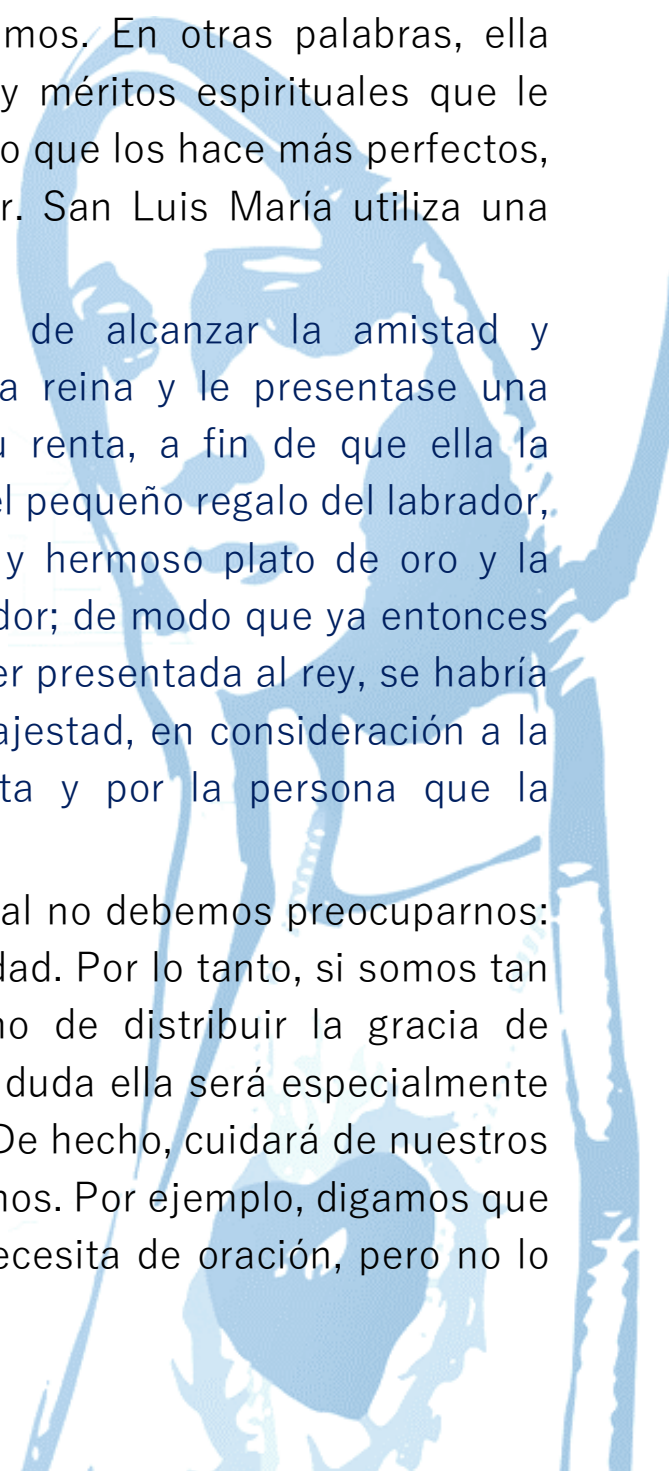 mos. En otras palabras, ella
y méritos espirituales que le
o que los hace más perfectos,
r. San Luis María utiliza una
de alcanzar la amistad y
a reina y le presentase una
u renta, a fin de que ella la
el pequeño regalo del labrador,
y hermoso plato de oro y la
dor; de modo que ya entonces
er presentada al rey, se habría
ajestad, en consideración a la
ta y por la persona que la
al no debemos preocuparnos:
dad. Por lo tanto, si somos tan
no de distribuir la gracia de
duda ella será especialmente
De hecho, cuidará de nuestros
nos. Por ejemplo, digamos que
ecesita de oración, pero no lo